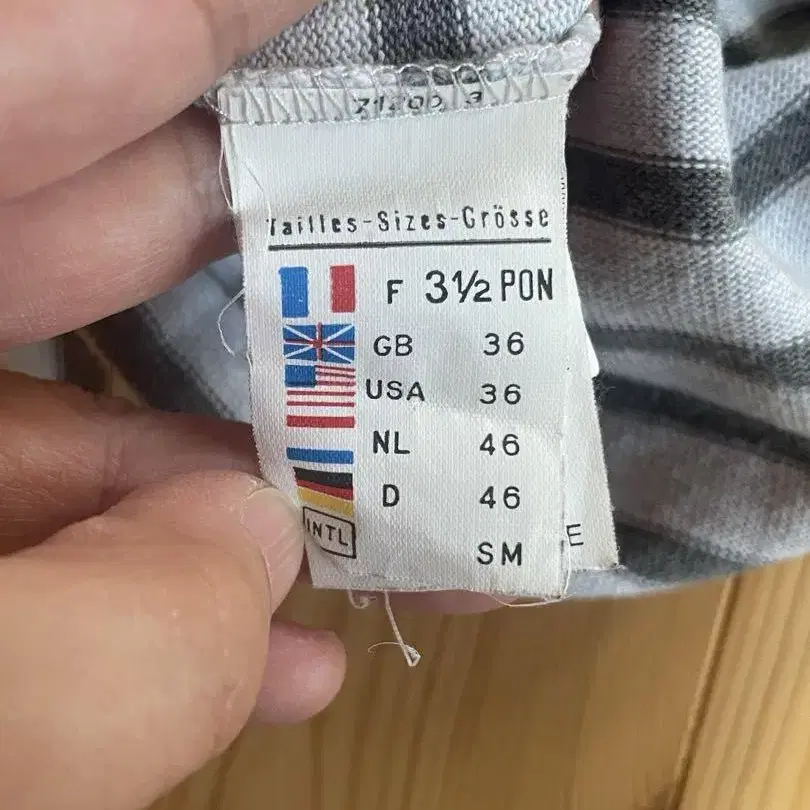 Tailles-Sizes-Grösse
F 3½ PON
GB 36
USA 36
NL 46
D 46
INTL SM
E